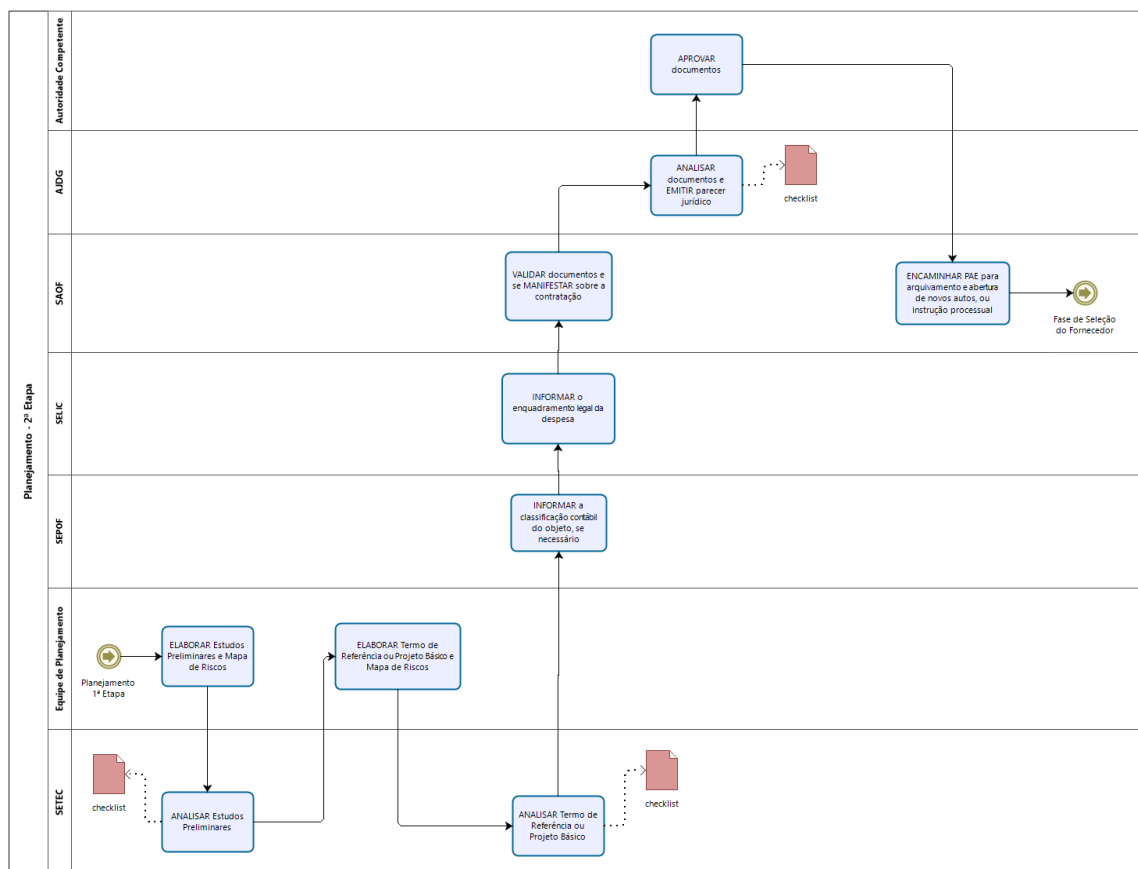 Planejamento - 2ª Etapa
Autoridade Competente
APROVAR
documentos
AJDG
ANALISAR
documentos e
EMITIR parecer
jurídico
checklist
SAOF
VALIDAR documentos e
se MANIFESTAR sobre a
contratação
ENCAMINHAR PAE para
arquivamento e abertura
de novos autos, ou
instrução processual
Fase de Seleção
do Fornecedor
SELIC
INFORMAR o
enquadramento legal da
despesa
SEPOF
INFORMAR a
classificação contábil
do objeto, se
necessário
Equipe de Planejamento
Planejamento
1ª Etapa
ELABORAR Estudos
Preliminares e Mapa
de Riscos
ELABORAR Termo de
Referência ou Projeto Básico e
Mapa de Riscos
SETEC
checklist
ANALISAR Estudos
Preliminares
ANALISAR Termo de
Referência ou
Projeto Básico
checklist